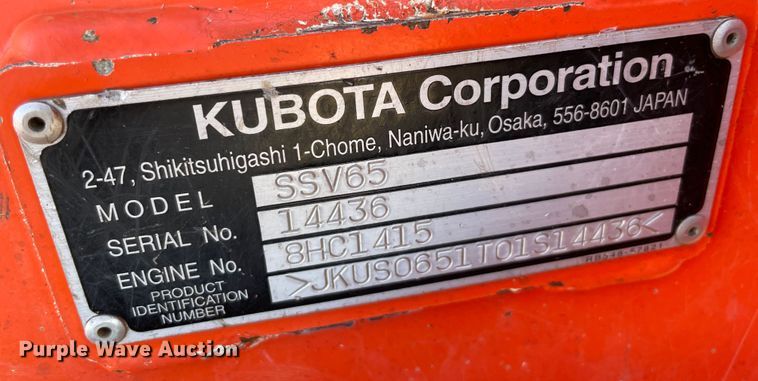 KUBOTA Corporation
2-47, Shikitsuhigashi 1-Chome, Naniwa-ku, Osaka, 556-8601 JAPAN
MODEL SSV65
SERIAL No. 14436
ENGINE No. 8HC1415
PRODUCT IDENTIFICATION NUMBER >JKUS0651T01S14436<
Purple Wave Auction